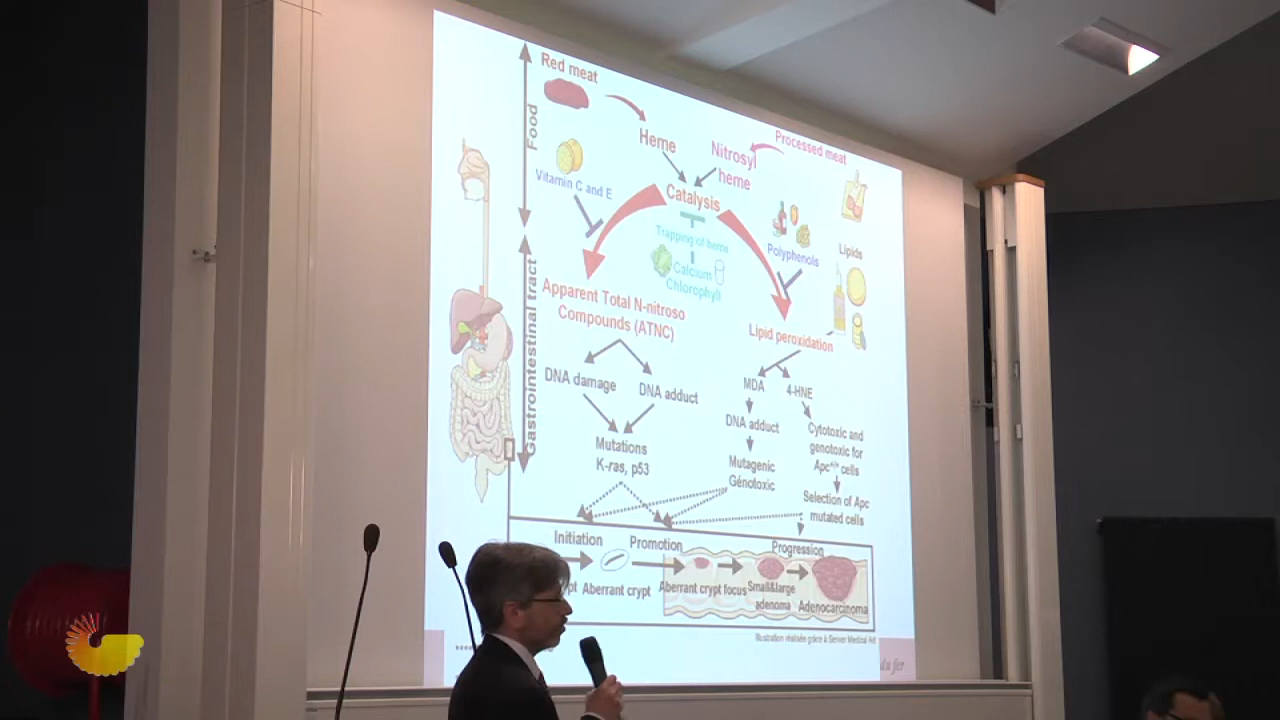 Red meat
Food
Heme
Processed meat
Nitrosyl
heme
Vitamin C and E
Catalysis
Trapping of heme
Calcium
Chlorophyll
Polyphenols
Lipids
Gastrointestinal tract
Apparent Total N-nitroso
Compounds (ATNC)
Lipid peroxidation
DNA damage
DNA adduct
MDA
4-HNE
DNA adduct
Cytotoxic and
genotoxic for
Apc+/+ cells
Mutations
K-ras, p53
Mutagenic
Génotoxic
Selection of Apc
mutated cells
Initiation
Promotion
Progression
Aberrant crypt
Aberrant crypt focus
Small&large
adenoma
Adenocarcinoma
Illustration réalisée grâce à Servier Medical Art
du fer